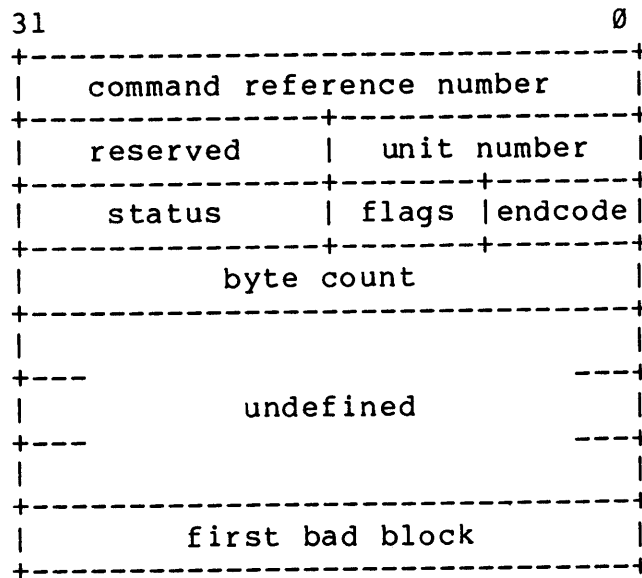 31 0
command reference number
reserved | unit number
status | flags |endcode|
byte count
undefined
first bad block